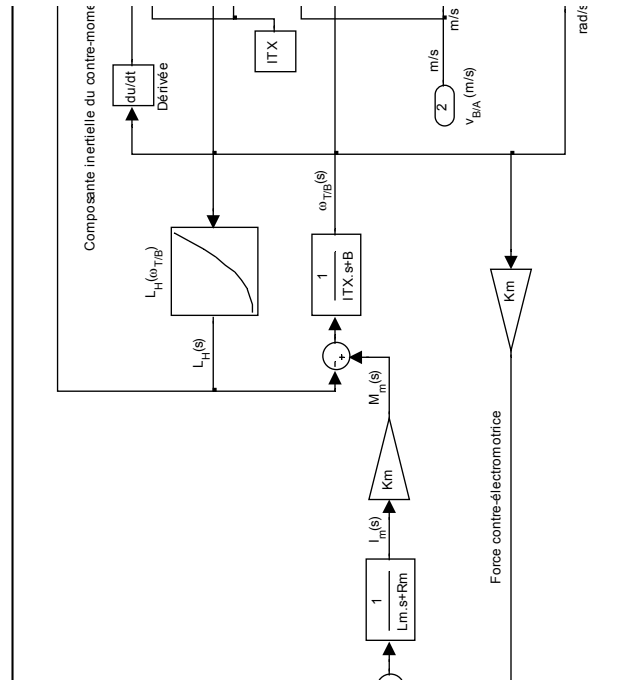 Composante inertielle du contre-mome
du/dt
Dérivée
ITX
m/s
rad/s
m/s
2
v_B/A (m/s)
ω_T/B(s)
L_H(ω_T/B)
1
ITX.s+B
Km
L_H(s)
- +
M_m(s)
Km
Force contre-électromotrice
I_m(s)
1
Lm.s+Rm